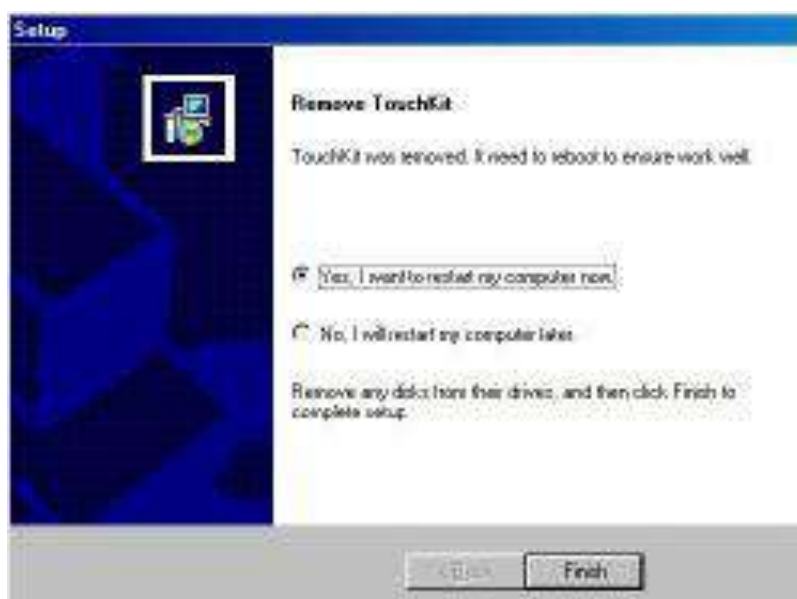 Setup
Remove TouchKit
TouchKit was removed. It need to reboot to ensure work well.
Yes, I want to restart my computer now.
No, I will restart my computer later.
Remove any disks from their drives, and then click Finish to
complete setup.
< Back
Finish